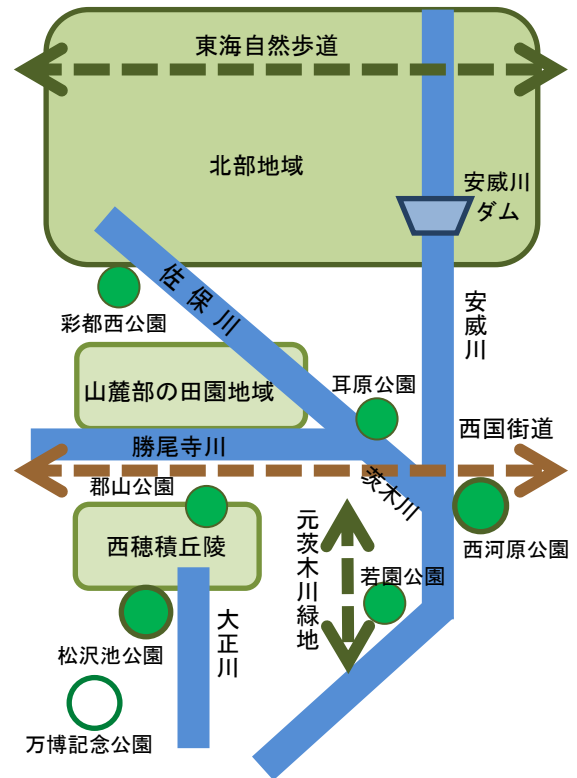 東海自然歩道
北部地域
安威川
ダム
佐保川
安威川
彩都西公園
山麓部の田園地域
耳原公園
西国街道
勝尾寺川
茨木川
郡山公園
西穂積丘陵
元茨木川緑地
西河原公園
若園公園
大正川
松沢池公園
万博記念公園